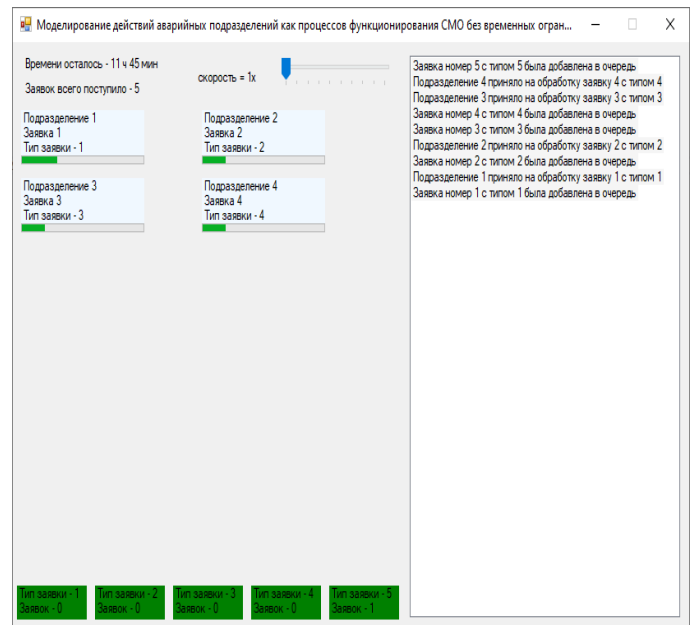 Моделирование действий аварийных подразделений как процессов функционирования СМО без временных огран...
Времени осталось - 11 ч 45 мин
скорость = 1x
Заявок всего поступило - 5
Подразделение 1
Заявка 1
Тип заявки - 1
Подразделение 2
Заявка 2
Тип заявки - 2
Подразделение 3
Заявка 3
Тип заявки - 3
Подразделение 4
Заявка 4
Тип заявки - 4
Заявка номер 5 с типом 5 была добавлена в очередь
Подразделение 4 приняло на обработку заявку 4 с типом 4
Подразделение 3 приняло на обработку заявку 3 с типом 3
Заявка номер 4 с типом 4 была добавлена в очередь
Заявка номер 3 с типом 3 была добавлена в очередь
Подразделение 2 приняло на обработку заявку 2 с типом 2
Заявка номер 2 с типом 2 была добавлена в очередь
Подразделение 1 приняло на обработку заявку 1 с типом 1
Заявка номер 1 с типом 1 была добавлена в очередь
Тип заявки - 1
Заявок - 0
Тип заявки - 2
Заявок - 0
Тип заявки - 3
Заявок - 0
Тип заявки - 4
Заявок - 0
Тип заявки - 5
Заявок - 1